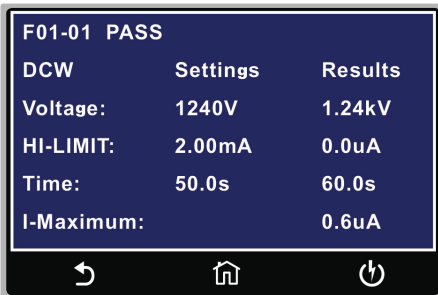 F01-01 PASS
DCW Settings Results
Voltage: 1240V 1.24kV
HI-LIMIT: 2.00mA 0.0uA
Time: 50.0s 60.0s
I-Maximum: 0.6uA